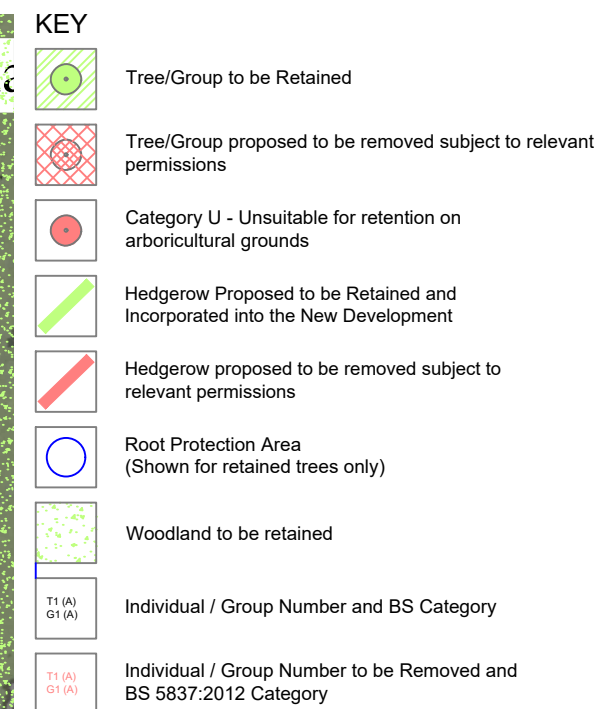 KEY
Tree/Group to be Retained
Tree/Group proposed to be removed subject to relevant
permissions
Category U - Unsuitable for retention on
arboricultural grounds
Hedgerow Proposed to be Retained and
Incorporated into the New Development
Hedgerow proposed to be removed subject to
relevant permissions
Root Protection Area
(Shown for retained trees only)
Woodland to be retained
T1 (A)
G1 (A)
Individual / Group Number and BS Category
T1 (A)
G1 (A)
Individual / Group Number to be Removed and
BS 5837:2012 Category